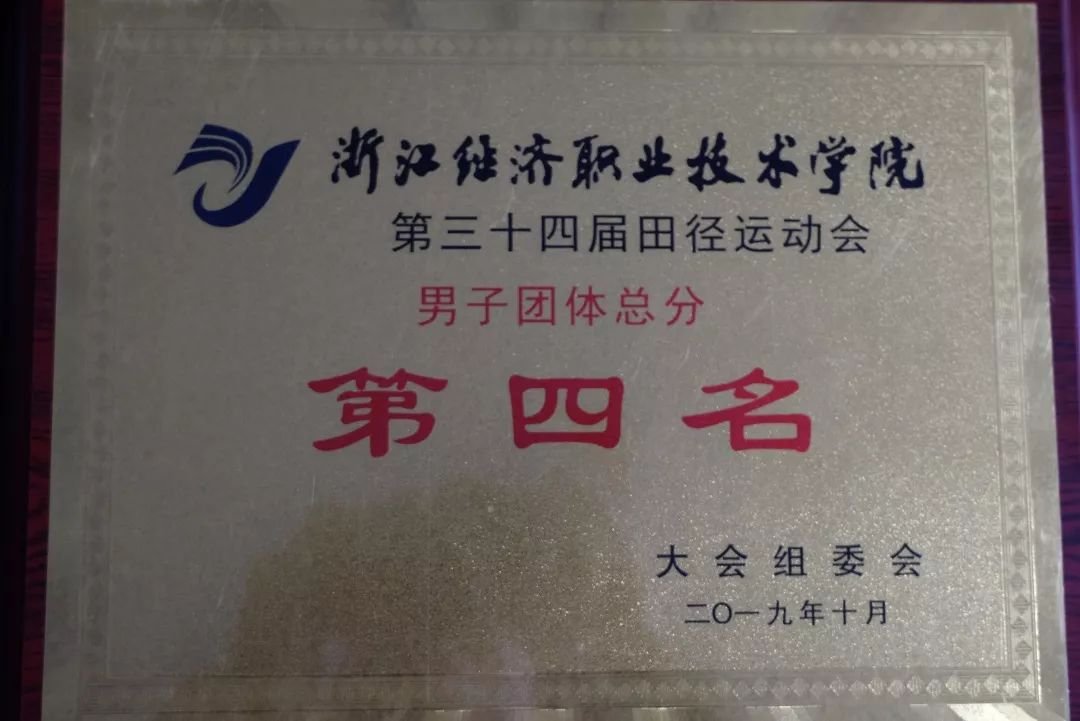 浙江经济职业技术学院
第三十四届田径运动会
男子团体总分
第四名
大会组委会
二〇一九年十月